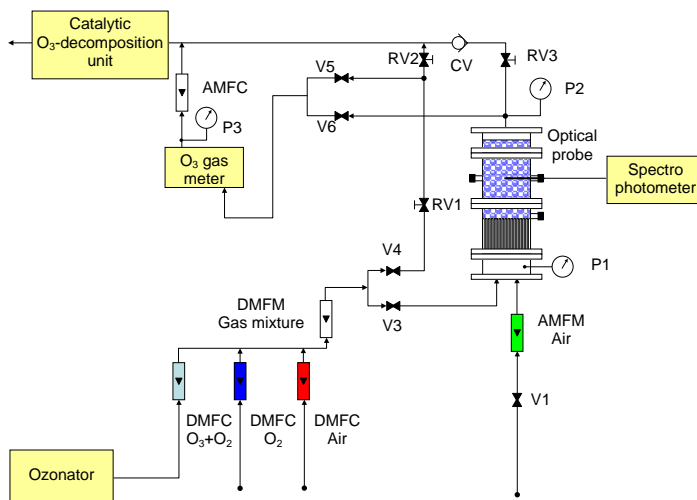 Catalytic
O₃-decomposition
unit
RV2
CV
RV3
V5
AMFC
P2
P3
V6
Optical
probe
O₃ gas
meter
Spectro
photometer
RV1
V4
P1
DMFM
Gas mixture
V3
AMFM
Air
V1
DMFC
O₃+O₂
DMFC
O₂
DMFC
Air
Ozonator